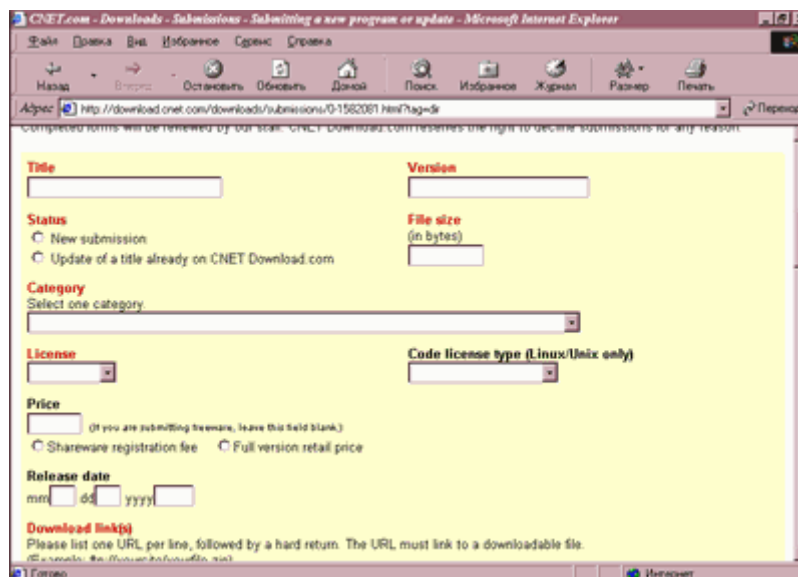 CNET.com - Downloads - Submissions - Submitting a new program or update - Microsoft Internet Explorer
Файл Правка Вид Избранное Сервис Справка
Назад Вперед Остановить Обновить Домой Поиск Избранное Журнал Размер Печать
Адрес http://download.cnet.com/downloads/submissions/0-1582081.html?tag=dir Переход
Completed forms will be reviewed by our staff. CNET Download.com reserves the right to decline submissions for any reason.
Title Version
Status File size
New submission (in bytes)
Update of a title already on CNET Download.com
Category
Select one category.
License Code license type (Linux/Unix only)
Price
(If you are submitting freeware, leave this field blank.)
Shareware registration fee Full version retail price
Release date
mm dd yyyy
Download link(s)
Please list one URL per line, followed by a hard return. The URL must link to a downloadable file.
(Example: ftp://yoursite/yourfile.zip)
Готово Интернет